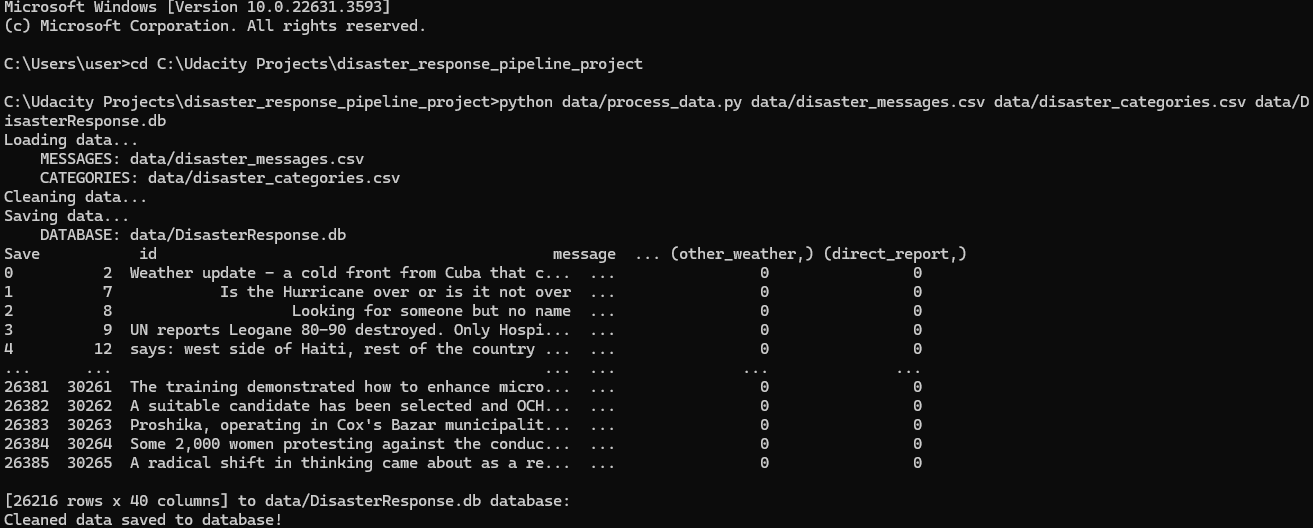 Microsoft Windows [Version 10.0.22631.3593]
(c) Microsoft Corporation. All rights reserved.
C:\Users\user>cd C:\Udacity Projects\disaster_response_pipeline_project
C:\Udacity Projects\disaster_response_pipeline_project>python data/process_data.py data/disaster_messages.csv data/disaster_categories.csv data/D
isasterResponse.db
Loading data...
    MESSAGES: data/disaster_messages.csv
    CATEGORIES: data/disaster_categories.csv
Cleaning data...
Saving data...
    DATABASE: data/DisasterResponse.db
Save           id                                            message  ... (other_weather,) (direct_report,)
0          2  Weather update - a cold front from Cuba that c...  ...                0                0
1          7            Is the Hurricane over or is it not over  ...                0                0
2          8                    Looking for someone but no name  ...                0                0
3          9  UN reports Leogane 80-90 destroyed. Only Hospi...  ...                0                0
4         12  says: west side of Haiti, rest of the country ...  ...                0                0
...      ...                                                ...  ...              ...              ...
26381  30261  The training demonstrated how to enhance micro...  ...                0                0
26382  30262  A suitable candidate has been selected and OCH...  ...                0                0
26383  30263  Proshika, operating in Cox's Bazar municipalit...  ...                0                0
26384  30264  Some 2,000 women protesting against the conduc...  ...                0                0
26385  30265  A radical shift in thinking came about as a re...  ...                0                0
[26216 rows x 40 columns] to data/DisasterResponse.db database:
Cleaned data saved to database!